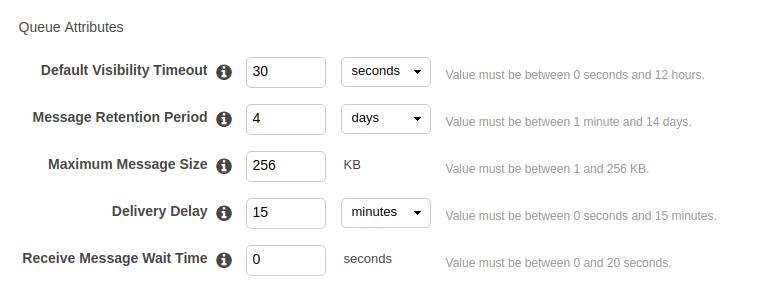 Queue Attributes
Default Visibility Timeout 30 seconds Value must be between 0 seconds and 12 hours.
Message Retention Period 4 days Value must be between 1 minute and 14 days.
Maximum Message Size 256 KB Value must be between 1 and 256 KB.
Delivery Delay 15 minutes Value must be between 0 seconds and 15 minutes.
Receive Message Wait Time 0 seconds Value must be between 0 and 20 seconds.